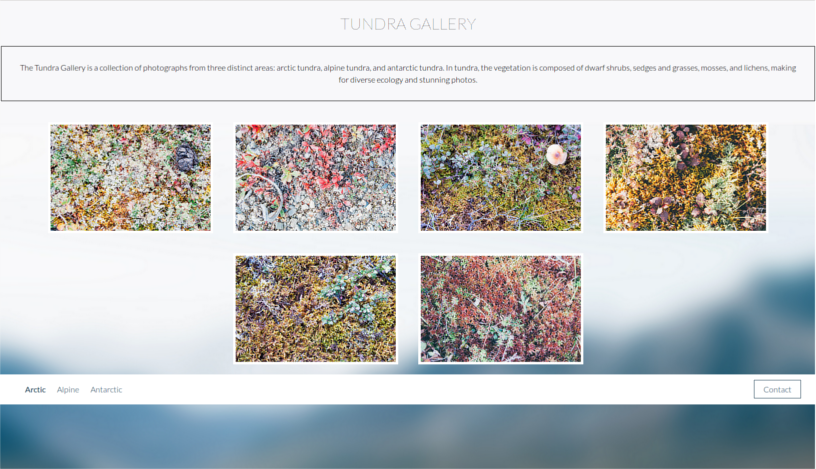 TUNDRA GALLERY
The Tundra Gallery is a collection of photographs from three distinct areas: arctic tundra, alpine tundra, and antarctic tundra. In tundra, the vegetation is composed of dwarf shrubs, sedges and grasses, mosses, and lichens, making
for diverse ecology and stunning photos.
Arctic Alpine Antarctic Contact